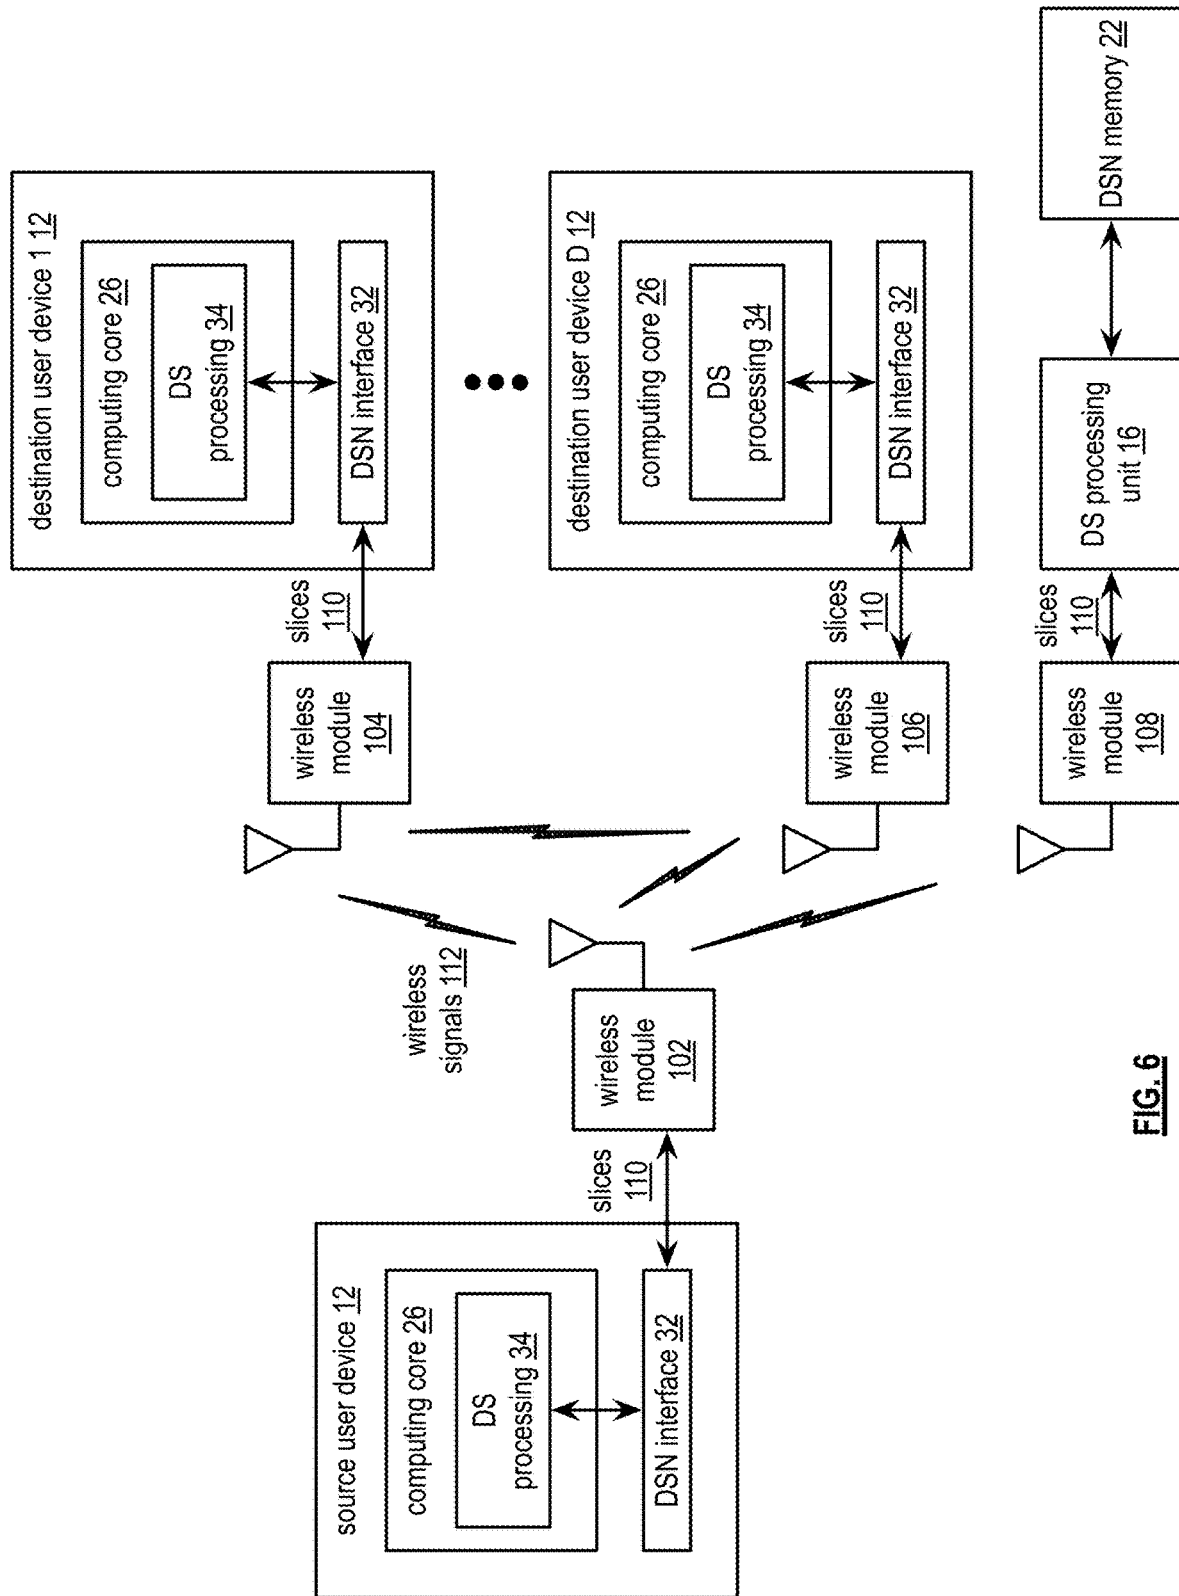 source user device 12
computing core 26
DS
processing 34
DSN interface 32
slices
110
wireless
module
102
wireless
signals 112
wireless
module
104
slices
110
destination user device 1 12
computing core 26
DS
processing 34
DSN interface 32
wireless
module
106
slices
110
destination user device D 12
computing core 26
DS
processing 34
DSN interface 32
wireless
module
108
slices
110
DS processing
unit 16
DSN memory 22
FIG. 6